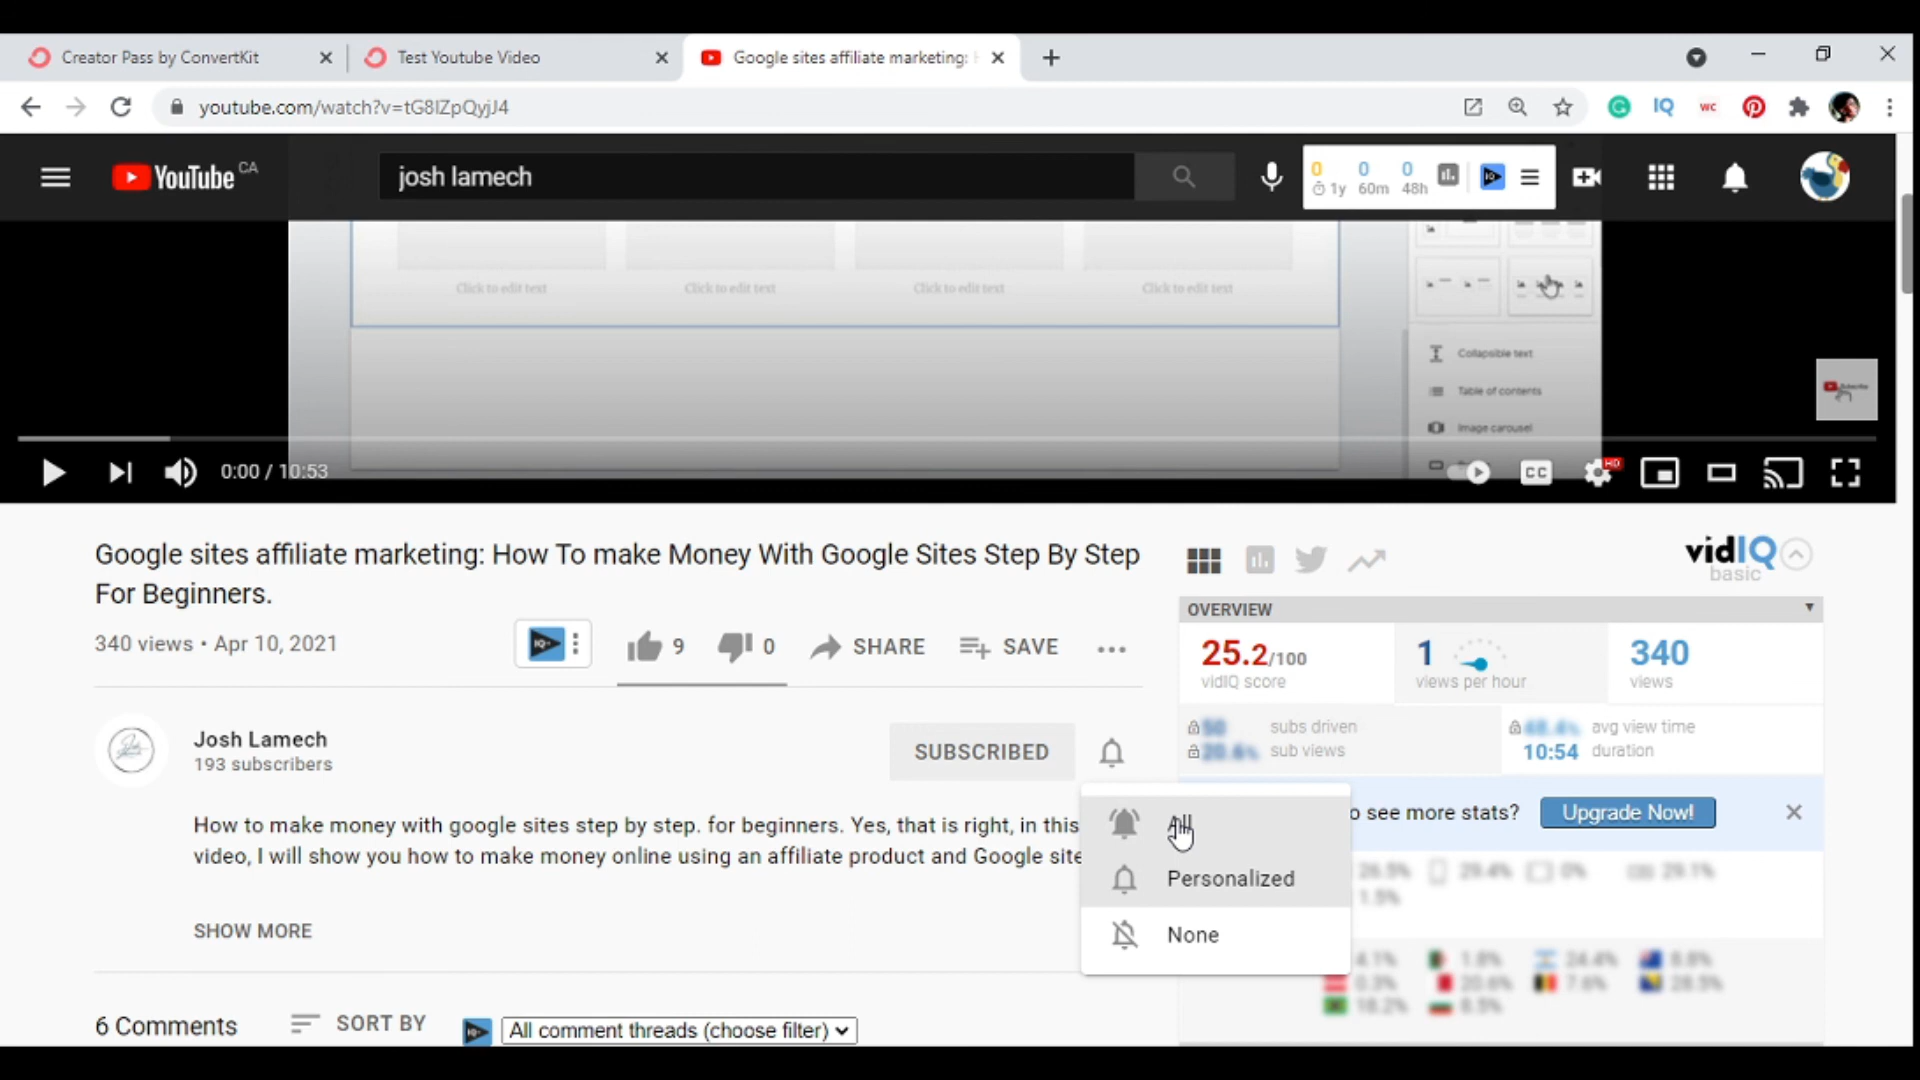 Creator Pass by ConvertKit
Test Youtube Video
Google sites affiliate marketing:
youtube.com/watch?v=tG8IZpQyjJ4
IQ
wc
YouTube CA
josh lamech
0 0 0
1y 60m 48h
Click to edit text Click to edit text Click to edit text Click to edit text
Collapsible text
Table of contents
Image carousel
0:00 / 10:53
CC
HD
Google sites affiliate marketing: How To make Money With Google Sites Step By Step
For Beginners.
340 views • Apr 10, 2021
9 0 SHARE SAVE
Josh Lamech
193 subscribers
SUBSCRIBED
How to make money with google sites step by step. for beginners. Yes, that is right, in this
video, I will show you how to make money online using an affiliate product and Google site
SHOW MORE
6 Comments
SORT BY
All comment threads (choose filter)
All
Personalized
None
vidIQ
basic
OVERVIEW
25.2/100 1 340
vidIQ score views per hour views
subs driven avg view time
sub views 10:54 duration
o see more stats? Upgrade Now!